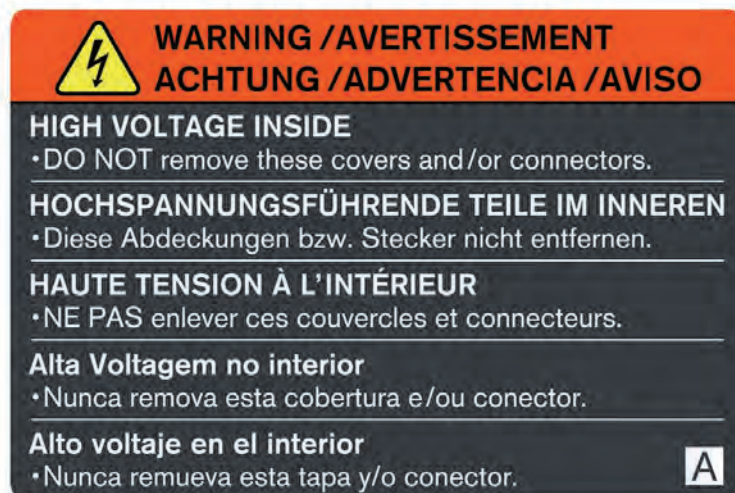 WARNING /AVERTISSEMENT
ACHTUNG /ADVERTENCIA /AVISO
HIGH VOLTAGE INSIDE
•DO NOT remove these covers and/or connectors.
HOCHSPANNUNGSFÜHRENDE TEILE IM INNEREN
•Diese Abdeckungen bzw. Stecker nicht entfernen.
HAUTE TENSION À L'INTÉRIEUR
•NE PAS enlever ces couvercles et connecteurs.
Alta Voltagem no interior
•Nunca remova esta cobertura e/ou conector.
Alto voltaje en el interior
•Nunca remueva esta tapa y/o conector.
A